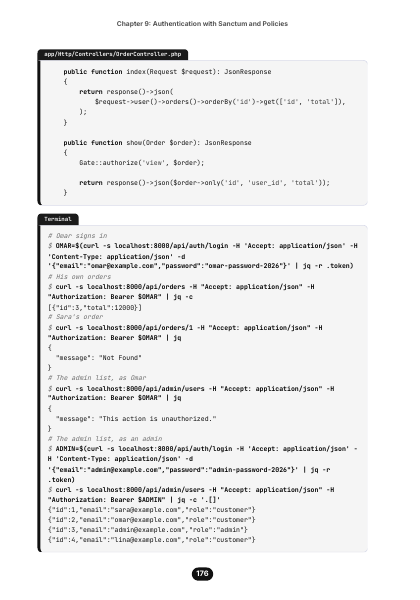 Chapter 9: Authentication with Sanctum and Policies
app/Http/Controllers/OrderController.php
public function index(Request $request): JsonResponse
{
return response()->json(
$request->user()->orders()->orderBy('id')->get(['id', 'total']),
);
}
public function show(Order $order): JsonResponse
{
Gate::authorize('view', $order);
return response()->json($order->only('id', 'user_id', 'total'));
}
Terminal
# Omar signs in
$ OMAR=$(curl -s localhost:8000/api/auth/login -H 'Accept: application/json' -H
'Content-Type: application/json' -d
'{"email":"omar@example.com","password":"omar-password-2026"}' | jq -r .token)
# His own orders
$ curl -s localhost:8000/api/orders -H "Accept: application/json" -H
"Authorization: Bearer $OMAR" | jq -c
[{"id":3,"total":12000}]
# Sara's order
$ curl -s localhost:8000/api/orders/1 -H "Accept: application/json" -H
"Authorization: Bearer $OMAR" | jq
{
"message": "Not Found"
}
# The admin list, as Omar
$ curl -s localhost:8000/api/admin/users -H "Accept: application/json" -H
"Authorization: Bearer $OMAR" | jq
{
"message": "This action is unauthorized."
}
# The admin list, as an admin
$ ADMIN=$(curl -s localhost:8000/api/auth/login -H 'Accept: application/json' -
H 'Content-Type: application/json' -d
'{"email":"admin@example.com","password":"admin-password-2026"}' | jq -r
.token)
$ curl -s localhost:8000/api/admin/users -H "Accept: application/json" -H
"Authorization: Bearer $ADMIN" | jq -c '.[]'
{"id":1,"email":"sara@example.com","role":"customer"}
{"id":2,"email":"omar@example.com","role":"customer"}
{"id":3,"email":"admin@example.com","role":"admin"}
{"id":4,"email":"lina@example.com","role":"customer"}
176